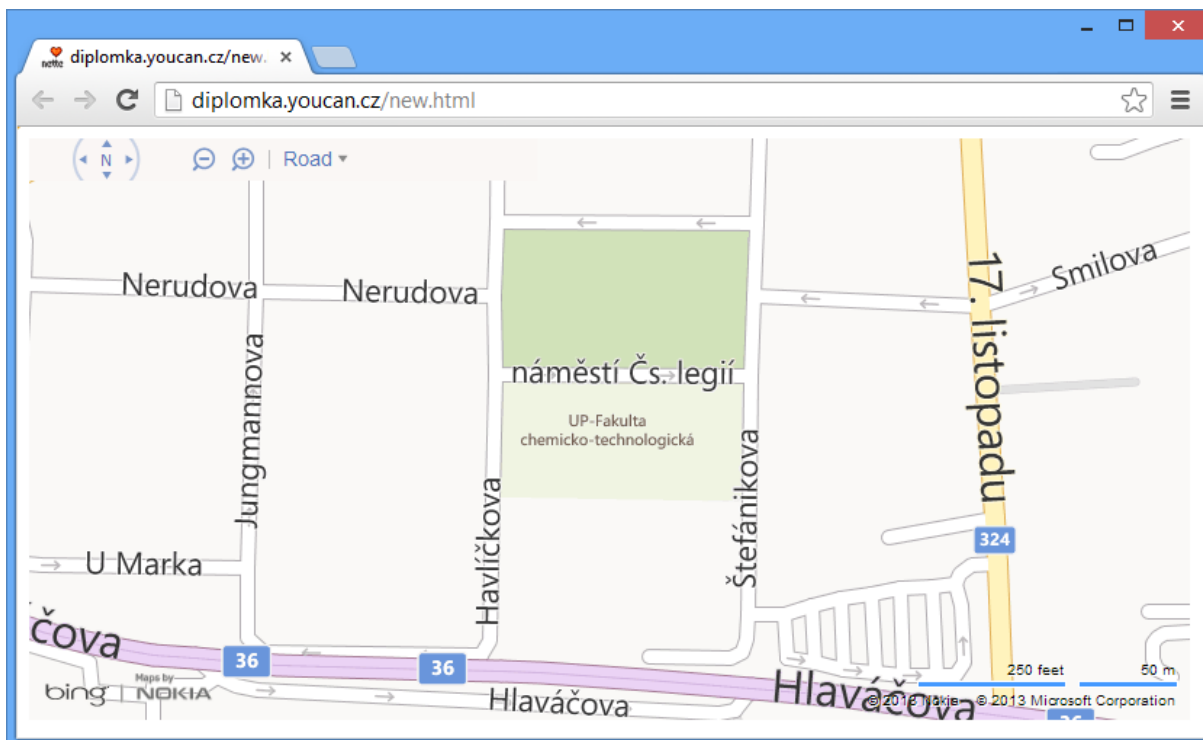 nette diplomka.youcan.cz/new. ×
diplomka.youcan.cz/new.html
N Road
Smilova
Nerudova
Nerudova
17. listopadu
náměstí Čs. legií
UP-Fakulta
chemicko-technologická
Jungmannova
Havlíčkova
Štefánikova
324
U Marka
čova
36
36
250 feet
50 m
Maps by
bing NOKIA
Hlaváčova
Hlaváčova
© 2013 Nokia © 2013 Microsoft Corporation
36